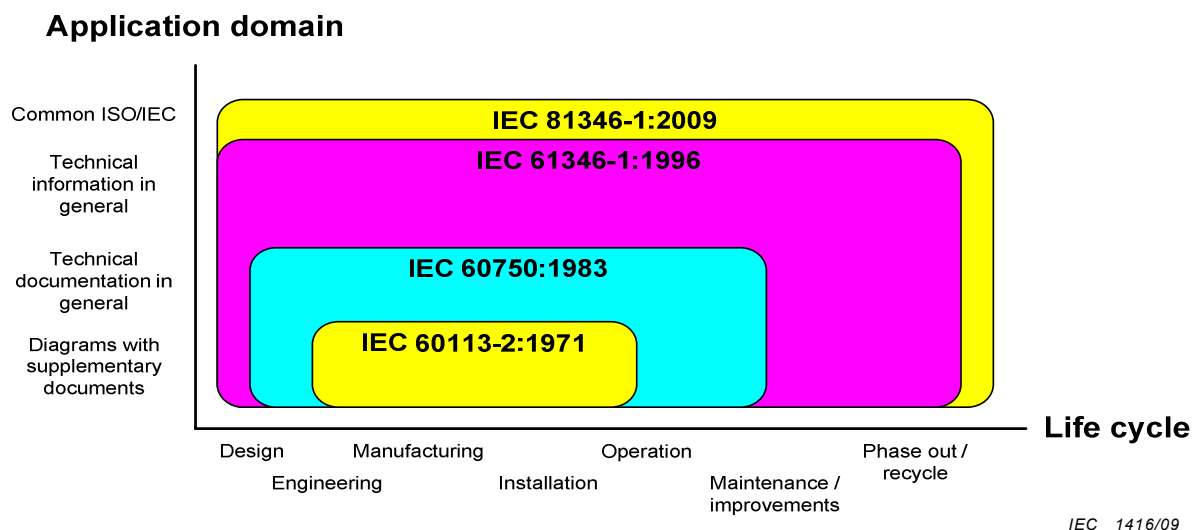 Application domain
Common ISO/IEC
IEC 81346-1:2009
Technical
information in
general
IEC 61346-1:1996
Technical
documentation in
general
IEC 60750:1983
Diagrams with
supplementary
documents
IEC 60113-2:1971
Life cycle
Design
Manufacturing
Operation
Phase out /
recycle
Engineering
Installation
Maintenance /
improvements
IEC 1416/09